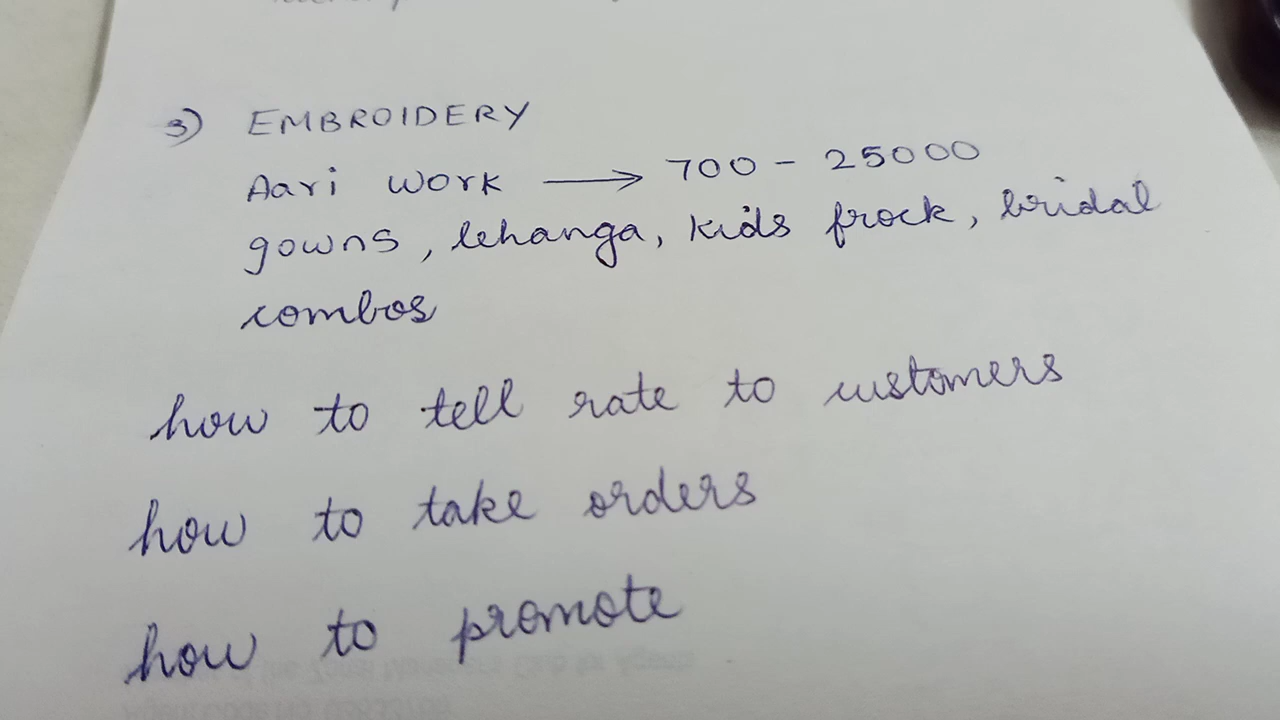 3) EMBROIDERY
Aari work → 700 - 25000
gowns, lehanga, kids frock, bridal
combos
how to tell rate to customers
how to take orders
how to promote